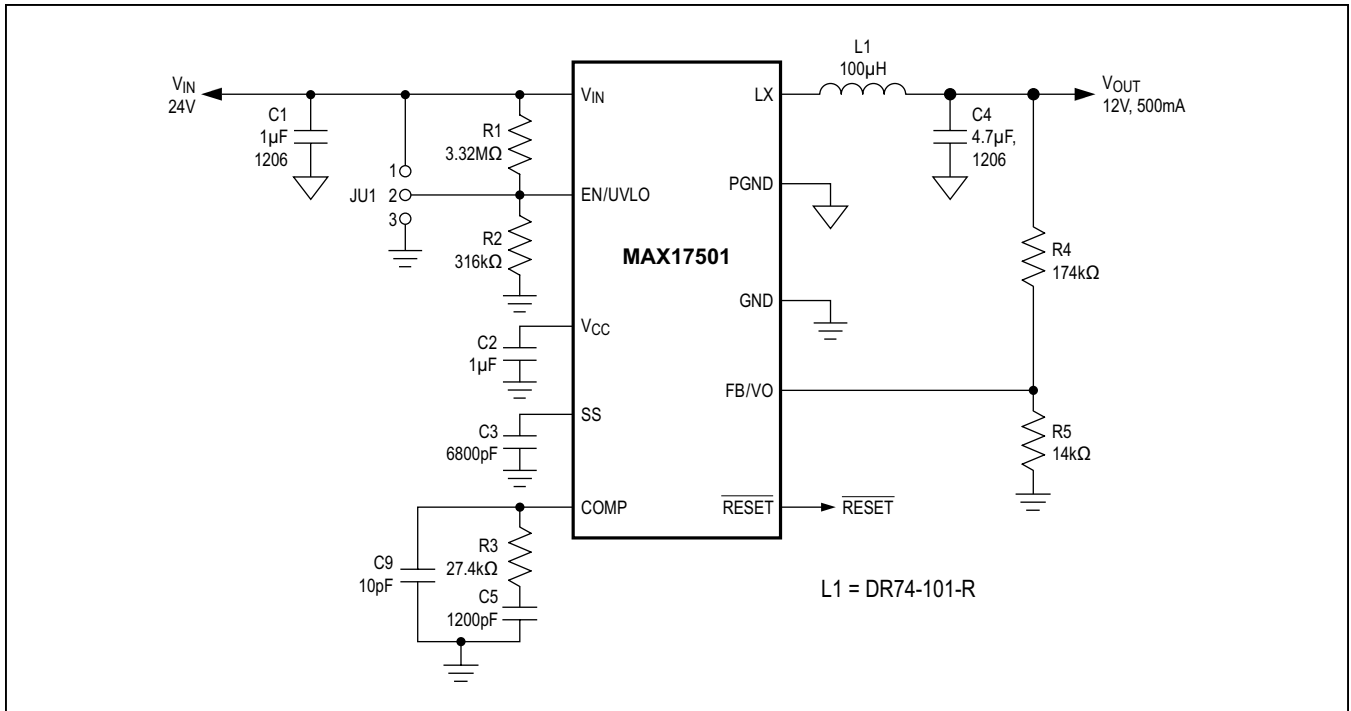 VIN
24V
C1
1µF
1206
JU1
1
2
3
R1
3.32MΩ
R2
316kΩ
C2
1µF
C3
6800pF
C9
10pF
R3
27.4kΩ
C5
1200pF
VIN
EN/UVLO
VCC
SS
COMP
MAX17501
LX
PGND
GND
FB/VO
RESET
RESET
L1
100µH
C4
4.7µF,
1206
VOUT
12V, 500mA
R4
174kΩ
R5
14kΩ
L1 = DR74-101-R